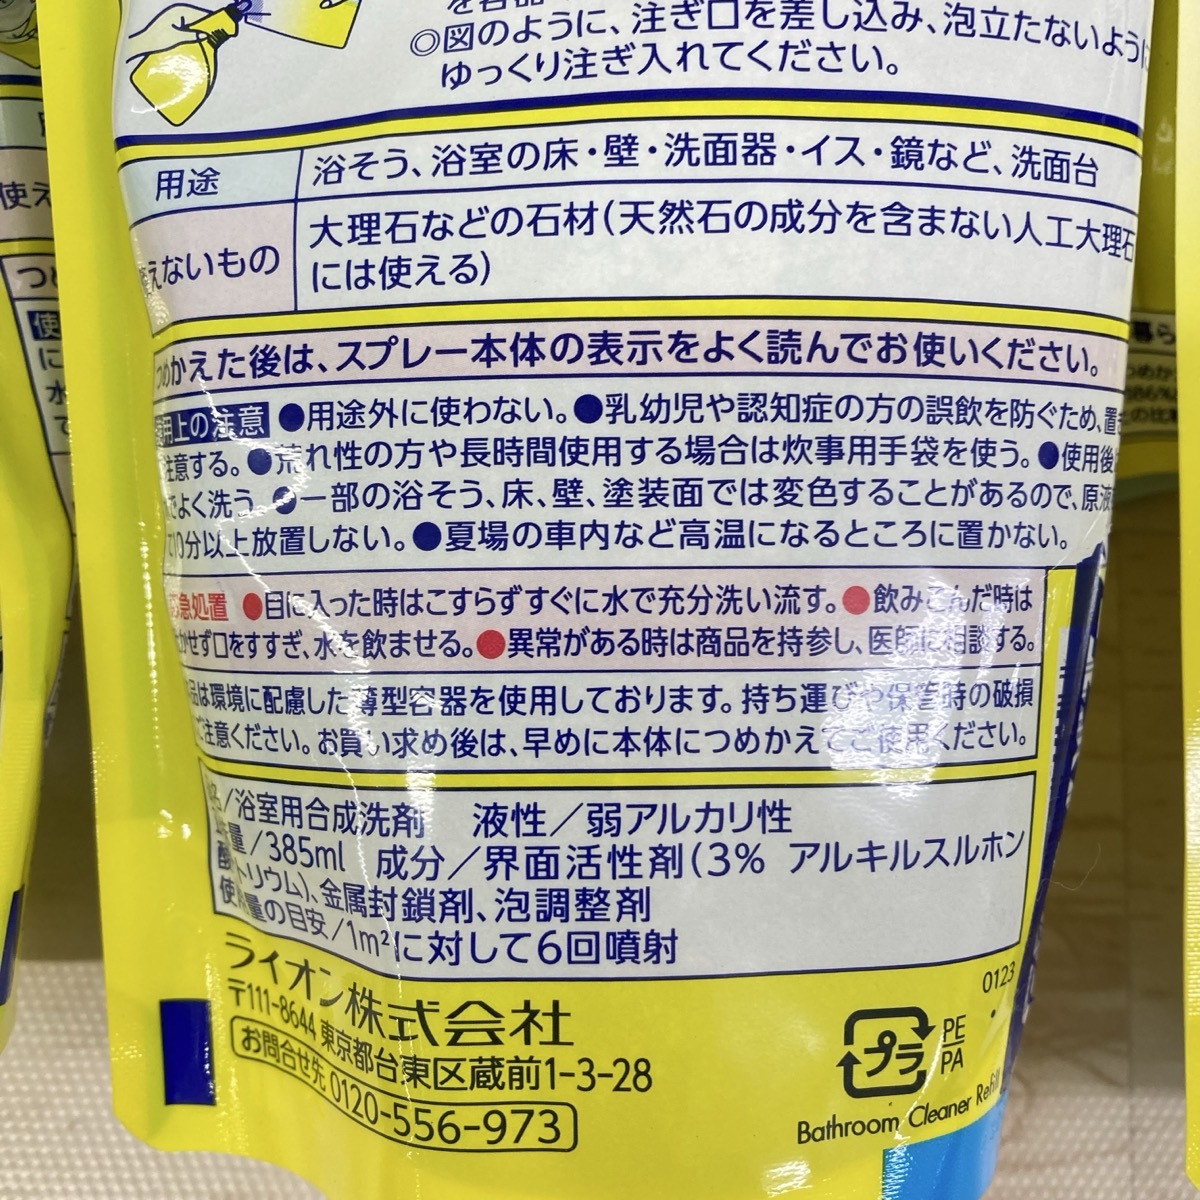 ◎図のように、注ぎ口を差し込み、泡立たないように
ゆっくり注ぎ入れてください。
用途
浴そう、浴室の床・壁・洗面器・イス・鏡など、洗面台
えないもの
大理石などの石材(天然石の成分を含まない人工大理石
には使える)
つめかえた後は、スプレー本体の表示をよく読んでお使いください。
用上の注意 ●用途外に使わない。●乳幼児や認知症の方の誤飲を防ぐため、置き
注意する。●荒れ性の方や長時間使用する場合は炊事用手袋を使う。●使用後は
でよく洗う。●一部の浴そう、床、壁、塗装面では変色することがあるので、原液
で10分以上放置しない。●夏場の車内など高温になるところに置かない。
急処置 ●目に入った時はこすらずすぐに水で充分洗い流す。●飲みこんだ時は
かせず口をすすぎ、水を飲ませる。●異常がある時は商品を持参し、医師に相談する。
品は環境に配慮した薄型容器を使用しております。持ち運びや保管時の破損
ご注意ください。お買い求め後は、早めに本体につめかえてご使用ください。
名/浴室用合成洗剤 液性/弱アルカリ性
量/385ml 成分/界面活性剤(3% アルキルスルホン
酸トリウム)、金属封鎖剤、泡調整剤
使用量の目安/1m²に対して6回噴射
ライオン株式会社
〒111-8644 東京都台東区蔵前1-3-28
お問合せ先 0120-556-973
0123
プラ
PE
PA
Bathroom Cleaner Refill